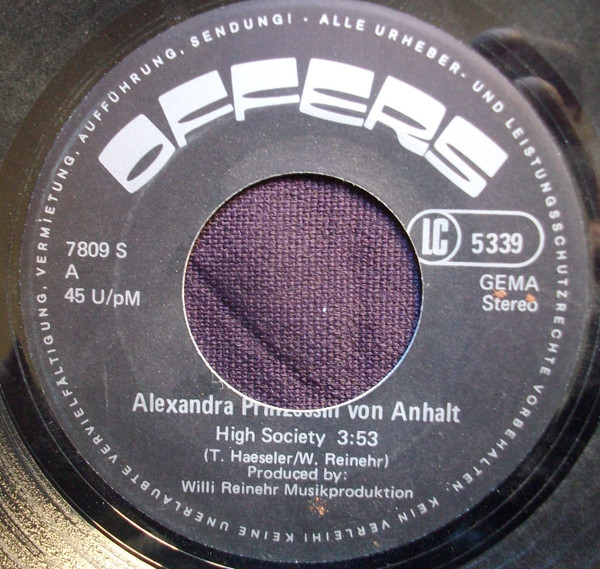 OFFERS
LC 5339
7809 S
A
45 U/pM
GEMA
Stereo
Alexandra Prinzessin von Anhalt
High Society 3:53
(T. Haeseler/W. Reinehr)
Produced by:
Willi Reinehr Musikproduktion
ALLE URHEBER- UND LEISTUNGSSCHUTZRECHTE VORBEHALTEN. KEIN VERLEIH! KEINE UNERLAUBTE VERVIELFÄLTIGUNG, VERMIETUNG, AUFFÜHRUNG, SENDUNG! ·